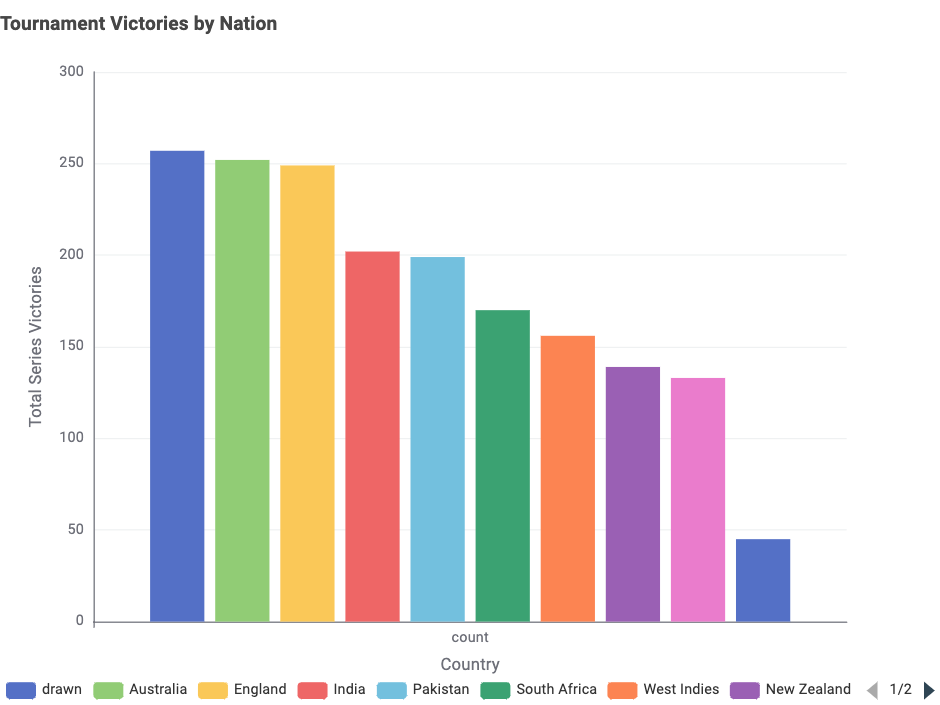 Tournament Victories by Nation
300
250
200
150
100
50
0
Total Series Victories
count
Country
drawn Australia England India Pakistan South Africa West Indies New Zealand 1/2